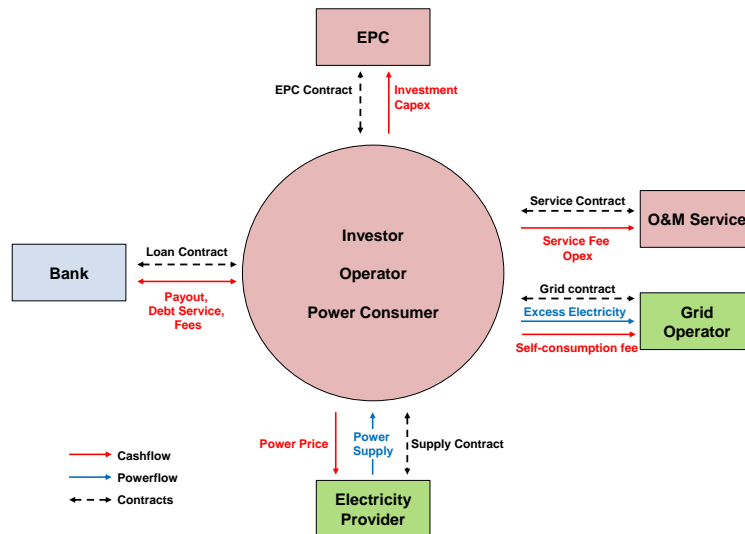 EPC
EPC Contract
Investment
Capex
Investor
Operator
Power Consumer
Bank
Loan Contract
Payout,
Debt Service,
Fees
Service Contract
O&M Service
Service Fee
Opex
Grid contract
Excess Electricity
Self-consumption fee
Grid
Operator
Power Price
Power
Supply
Supply Contract
Electricity
Provider
Cashflow
Powerflow
Contracts